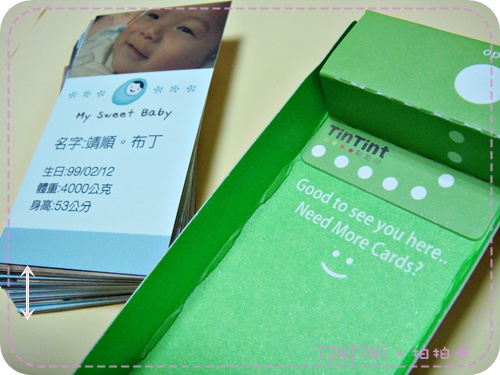 My Sweet Baby
名字:靖順。布丁
生日:99/02/12
體重:4000公克
身高:53公分
op
TinTint
Good to see you here..
Need More Cards?